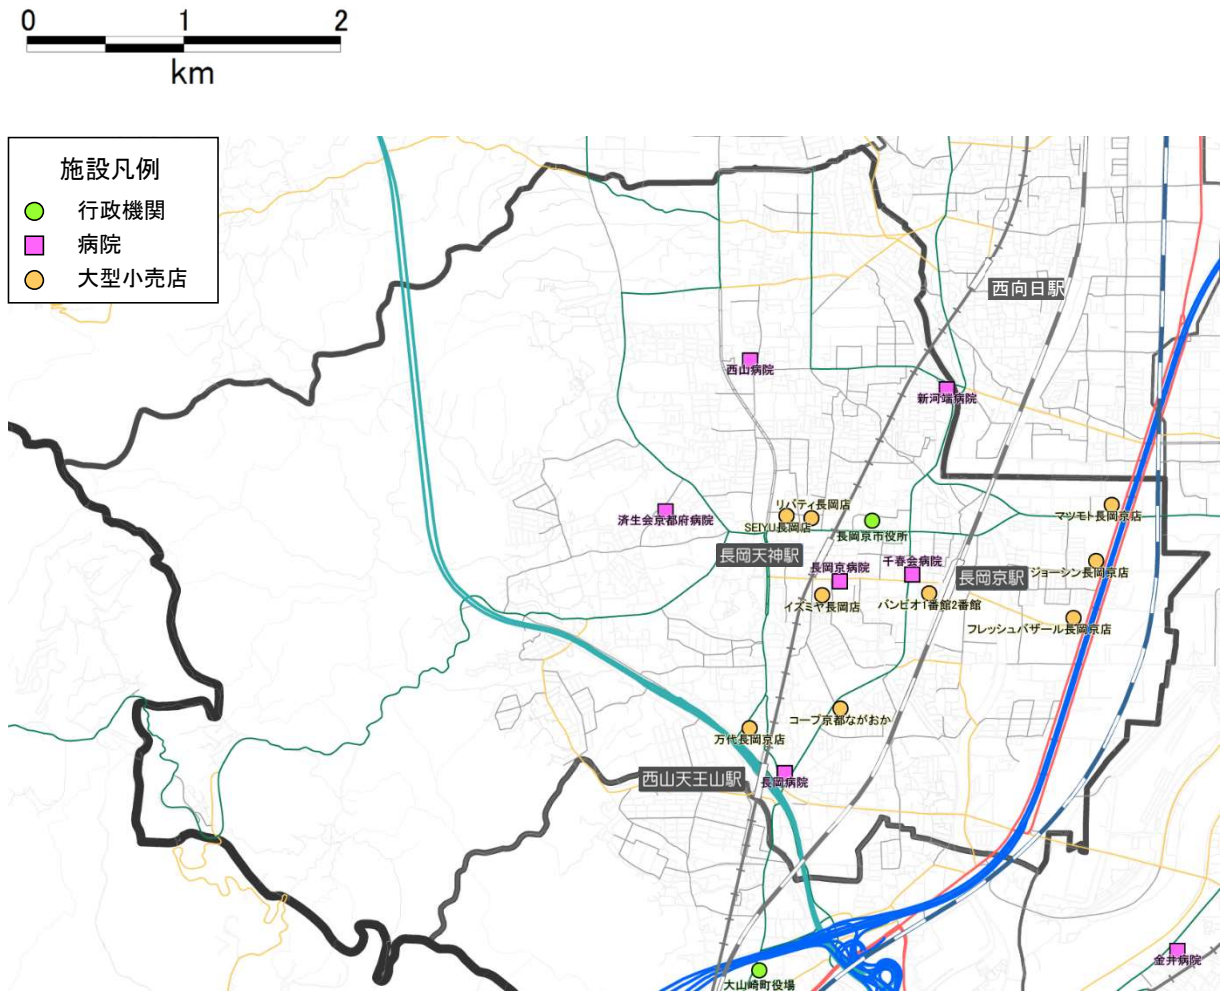 0 1 2
km
施設凡例
行政機関
病院
大型小売店
西向日駅
西山病院
新河端病院
リバティ長岡店
マツモト長岡京店
済生会京都府病院
SEIYU長岡店
長岡京市役所
長岡天神駅
千春会病院
長岡京病院
長岡京駅
ジョーシン長岡京店
イズミヤ長岡店
バンビオ1番館2番館
フレッシュバザール長岡京店
コープ京都ながおか
万代長岡京店
西山天王山駅
長岡病院
金井病院
大山崎町役場